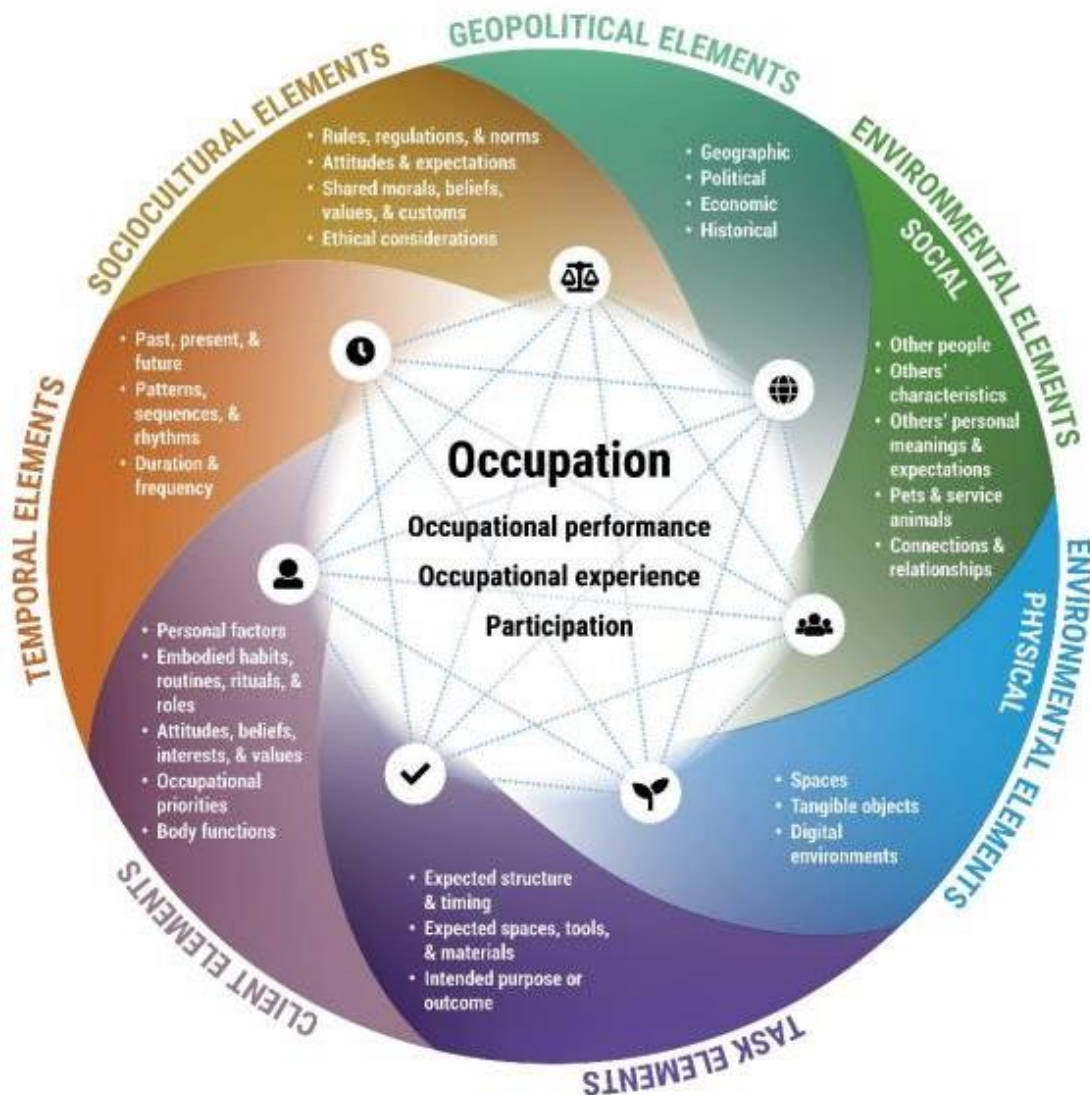 GEOPOLITICAL ELEMENTS
• Geographic
• Political
• Economic
• Historical
ENVIRONMENTAL ELEMENTS
SOCIAL
• Other people
• Others'
characteristics
• Others' personal
meanings &
expectations
• Pets & service
animals
• Connections &
relationships
ENVIRONMENTAL ELEMENTS
PHYSICAL
• Spaces
• Tangible objects
• Digital
environments
TASK ELEMENTS
• Expected structure
& timing
• Expected spaces, tools,
& materials
• Intended purpose or
outcome
CLIENT ELEMENTS
• Personal factors
• Embodied habits,
routines, rituals, &
roles
• Attitudes, beliefs,
interests, & values
• Occupational
priorities
• Body functions
TEMPORAL ELEMENTS
• Past, present, &
future
• Patterns,
sequences, &
rhythms
• Duration &
frequency
SOCIOCULTURAL ELEMENTS
• Rules, regulations, & norms
• Attitudes & expectations
• Shared morals, beliefs,
values, & customs
• Ethical considerations
Occupation
Occupational performance
Occupational experience
Participation